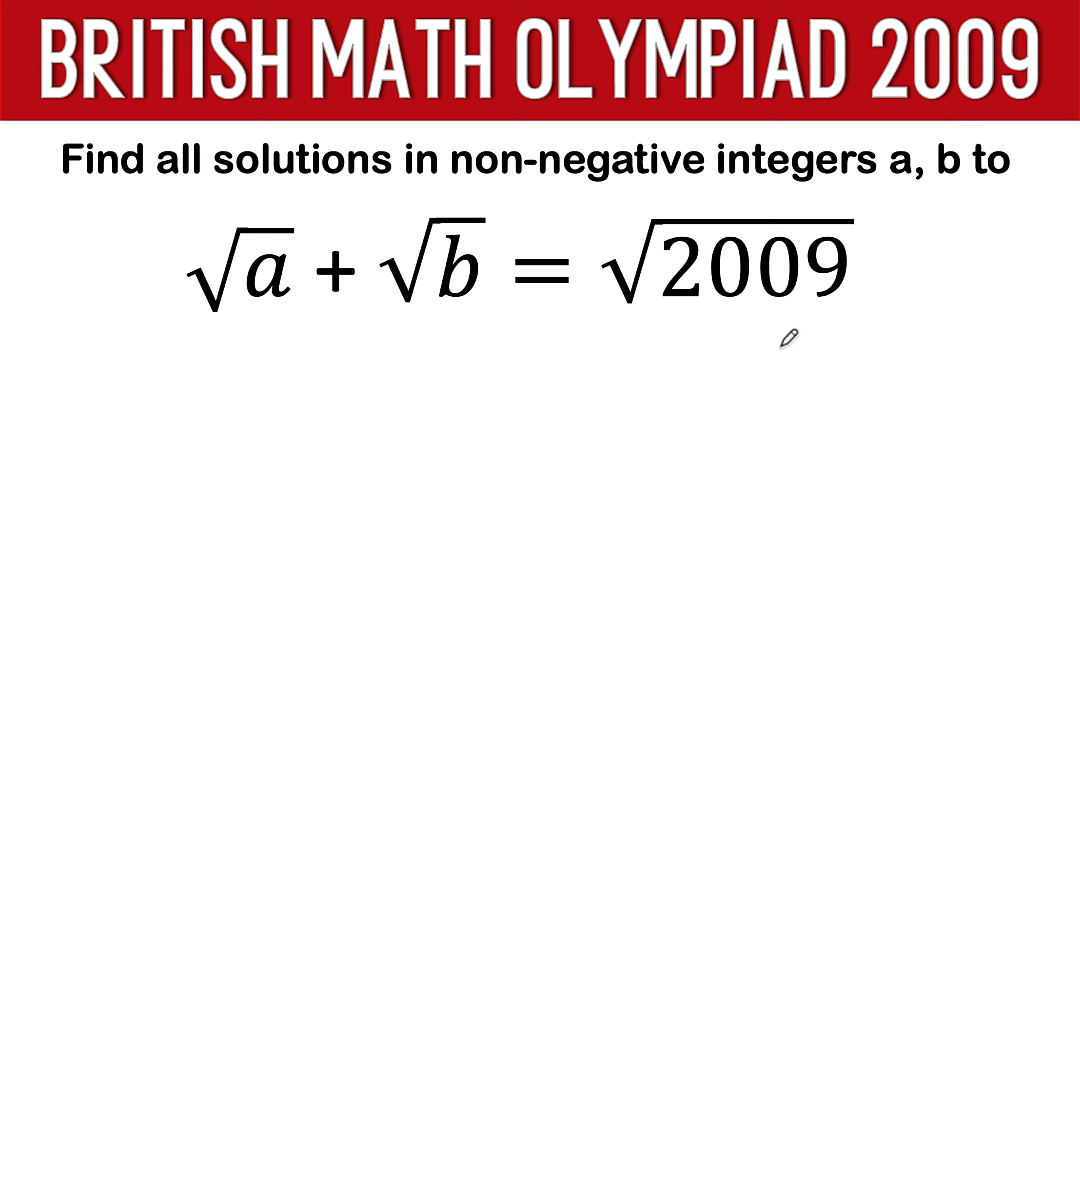 BRITISH MATH OLYMPIAD 2009
Find all solutions in non-negative integers a, b to
√a + √b = √2009